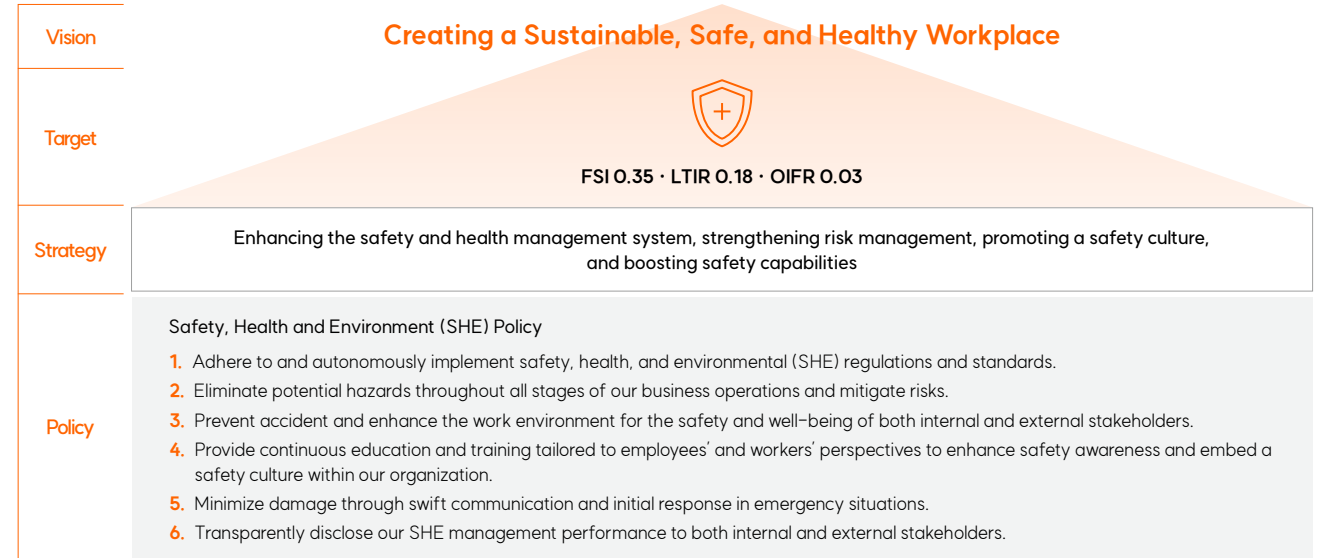 Vision
Creating a Sustainable, Safe, and Healthy Workplace
Target
FSI 0.35 · LTIR 0.18 · OIFR 0.03
Strategy
Enhancing the safety and health management system, strengthening risk management, promoting a safety culture,
and boosting safety capabilities
Policy
Safety, Health and Environment (SHE) Policy
1. Adhere to and autonomously implement safety, health, and environmental (SHE) regulations and standards.
2. Eliminate potential hazards throughout all stages of our business operations and mitigate risks.
3. Prevent accident and enhance the work environment for the safety and well-being of both internal and external stakeholders.
4. Provide continuous education and training tailored to employees' and workers' perspectives to enhance safety awareness and embed a
safety culture within our organization.
5. Minimize damage through swift communication and initial response in emergency situations.
6. Transparently disclose our SHE management performance to both internal and external stakeholders.